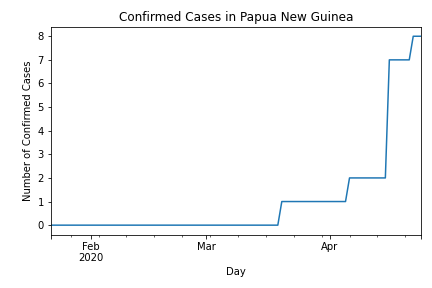 Confirmed Cases in Papua New Guinea
Number of Confirmed Cases
8
7
6
5
4
3
2
1
0
Feb
2020
Mar
Apr
Day